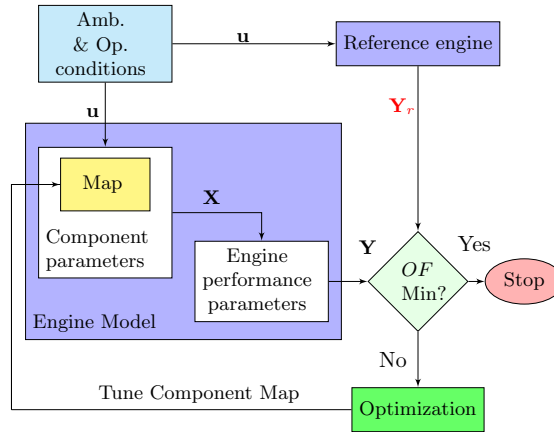 Amb.
& Op.
conditions
u
Reference engine
u
Y_r
Map
X
Component
parameters
Engine
performance
parameters
Engine Model
Y
OF
Min?
Yes
Stop
No
Tune Component Map
Optimization